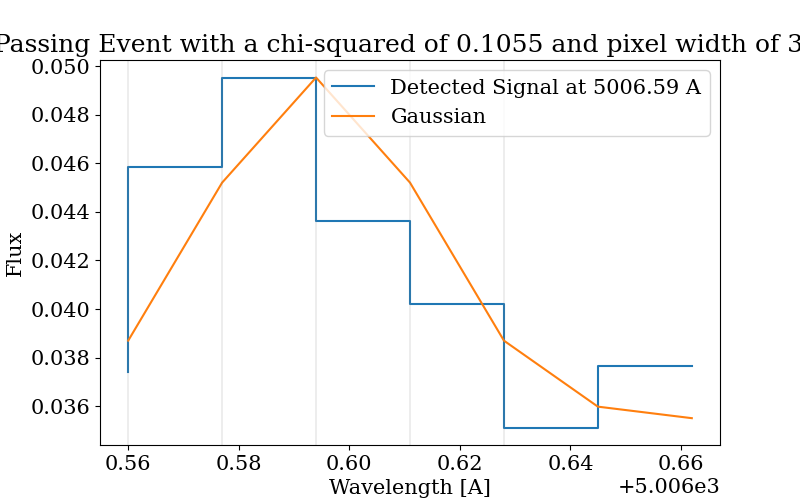 Passing Event with a chi-squared of 0.1055 and pixel width of 3
Detected Signal at 5006.59 A
Gaussian
0.050
0.048
0.046
0.044
0.042
0.040
0.038
0.036
Flux
0.56 0.58 0.60 0.62 0.64 0.66
Wavelength [A]
+5.006e3